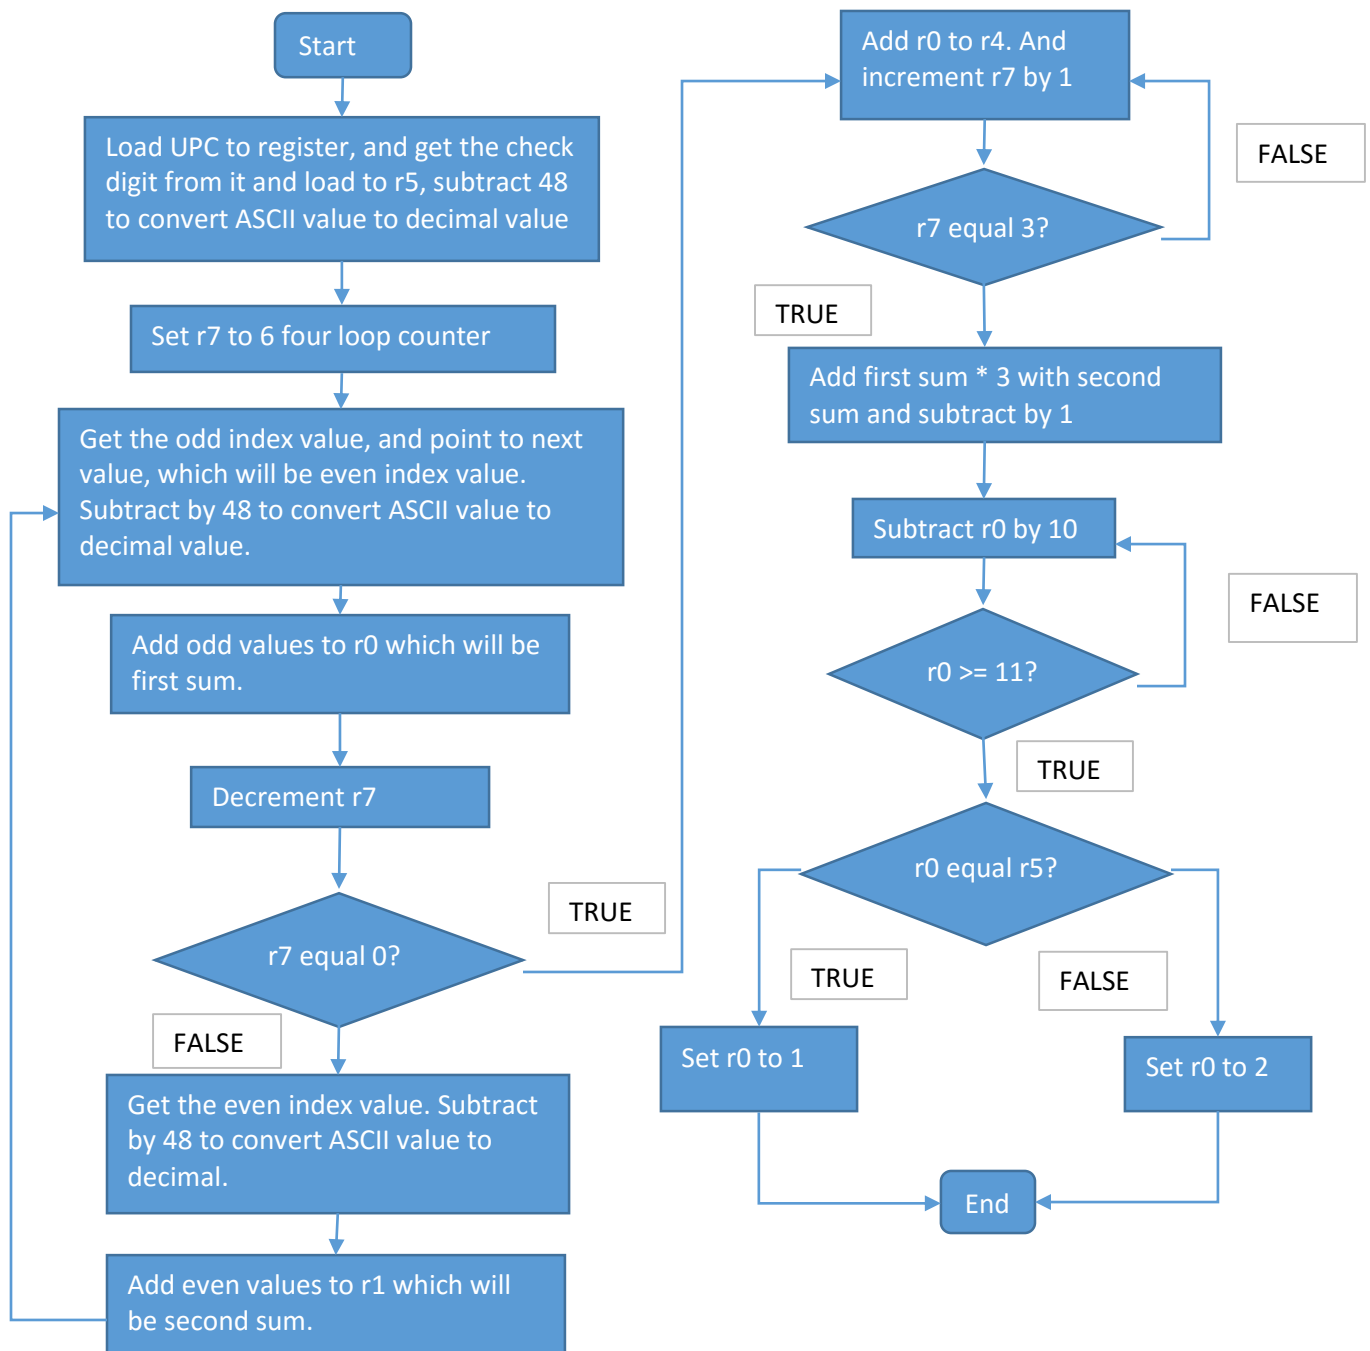 Start
Load UPC to register, and get the check
digit from it and load to r5, subtract 48
to convert ASCII value to decimal value
Set r7 to 6 four loop counter
Get the odd index value, and point to next
value, which will be even index value.
Subtract by 48 to convert ASCII value to
decimal value.
Add odd values to r0 which will be
first sum.
Decrement r7
r7 equal 0?
TRUE
FALSE
Get the even index value. Subtract
by 48 to convert ASCII value to
decimal.
Add even values to r1 which will
be second sum.
Add r0 to r4. And
increment r7 by 1
FALSE
r7 equal 3?
TRUE
Add first sum * 3 with second
sum and subtract by 1
Subtract r0 by 10
FALSE
r0 >= 11?
TRUE
r0 equal r5?
TRUE
FALSE
Set r0 to 1
Set r0 to 2
End